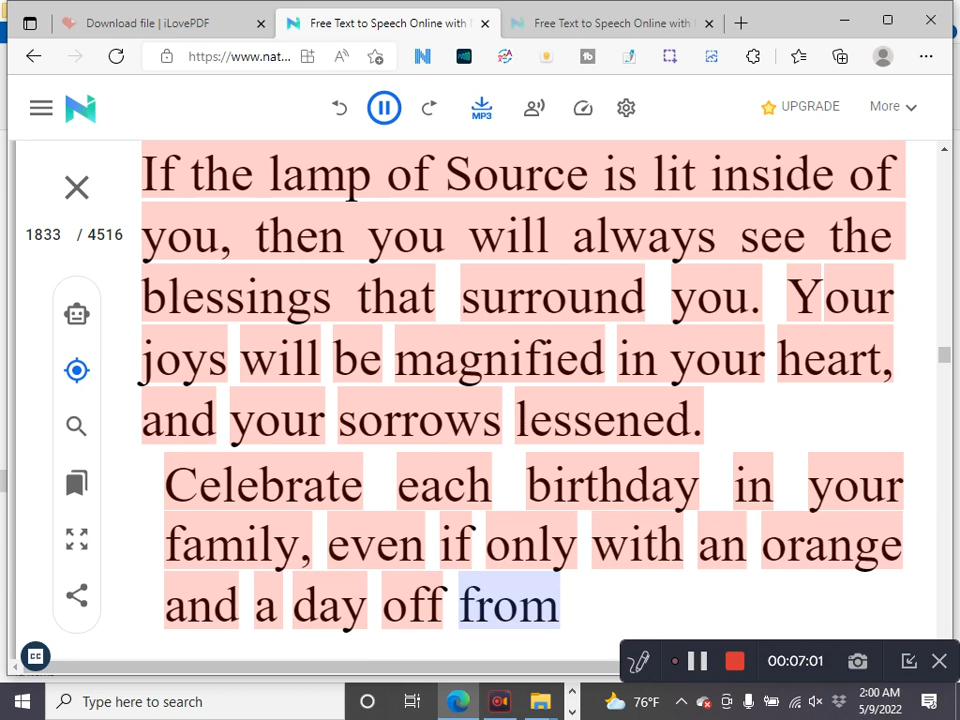 Download file | iLovePDF
Free Text to Speech Online with
Free Text to Speech Online with
https://www.nat...
MP3
UPGRADE
More
1833 / 4516
If the lamp of Source is lit inside of
you, then you will always see the
blessings that surround you. Your
joys will be magnified in your heart,
and your sorrows lessened.
Celebrate each birthday in your
family, even if only with an orange
and a day off from
CC
00:07:01
Type here to search
76°F
2:00 AM
5/9/2022